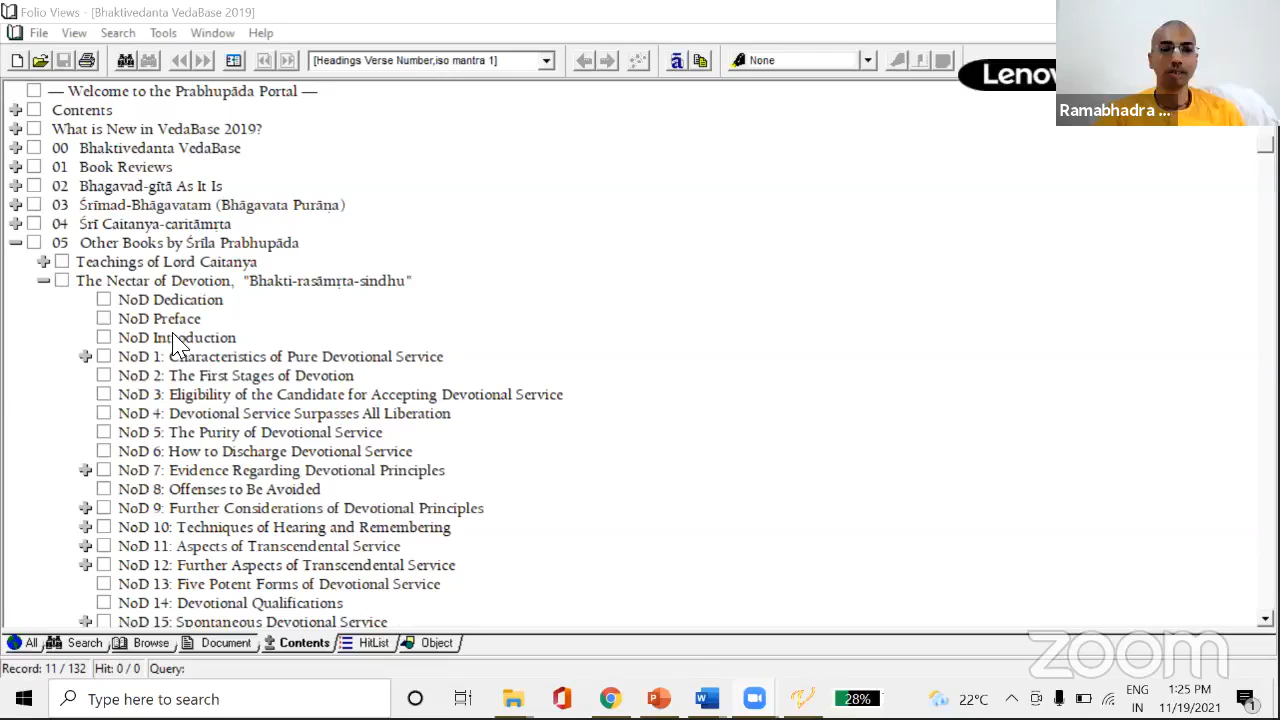 Folio Views - [Bhaktivedanta VedaBase 2019]
File View Search Tools Window Help
[Headings Verse Number,iso mantra 1]
ā
None
Lenov
Ramabhadra ...
— Welcome to the Prabhupāda Portal —
Contents
What is New in VedaBase 2019?
00 Bhaktivedanta VedaBase
01 Book Reviews
02 Bhagavad-gītā As It Is
03 Śrīmad-Bhāgavatam (Bhāgavata Purāṇa)
04 Śrī Caitanya-caritāmṛta
05 Other Books by Śrīla Prabhupāda
Teachings of Lord Caitanya
The Nectar of Devotion, "Bhakti-rasāmṛta-sindhu"
NoD Dedication
NoD Preface
NoD Introduction
NoD 1: Characteristics of Pure Devotional Service
NoD 2: The First Stages of Devotion
NoD 3: Eligibility of the Candidate for Accepting Devotional Service
NoD 4: Devotional Service Surpasses All Liberation
NoD 5: The Purity of Devotional Service
NoD 6: How to Discharge Devotional Service
NoD 7: Evidence Regarding Devotional Principles
NoD 8: Offenses to Be Avoided
NoD 9: Further Considerations of Devotional Principles
NoD 10: Techniques of Hearing and Remembering
NoD 11: Aspects of Transcendental Service
NoD 12: Further Aspects of Transcendental Service
NoD 13: Five Potent Forms of Devotional Service
NoD 14: Devotional Qualifications
NoD 15: Spontaneous Devotional Service
All Search Browse Document Contents HitList Object
zoom
Record: 11 / 132 Hit: 0 / 0 Query:
Type here to search
28%
22°C
ENG
IN
1:25 PM
11/19/2021
1